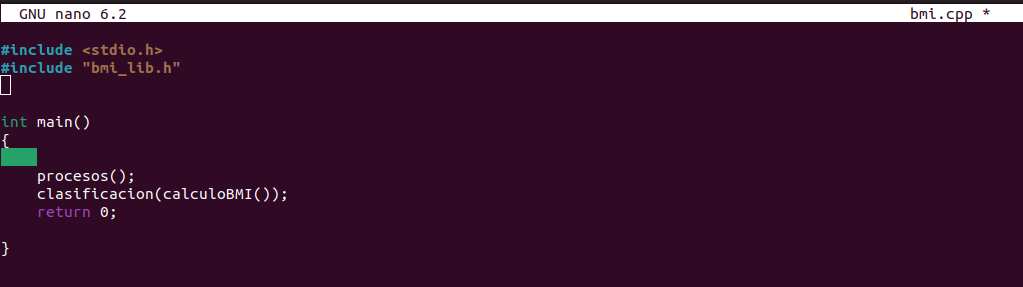 GNU nano 6.2 bmi.cpp *
#include <stdio.h>
#include "bmi_lib.h"
int main()
{
procesos();
clasificacion(calculoBMI());
return 0;
}